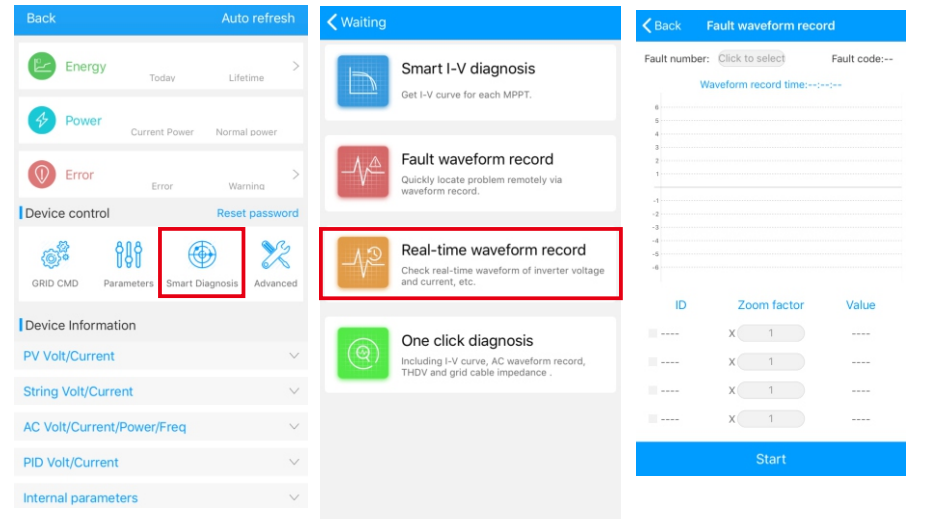 Back
Auto refresh
Energy
Today
Lifetime
Power
Current Power
Normal power
Error
Error
Warning
Device control
Reset password
GRID CMD
Parameters
Smart Diagnosis
Advanced
Device Information
PV Volt/Current
String Volt/Current
AC Volt/Current/Power/Freq
PID Volt/Current
Internal parameters
Waiting
Smart I-V diagnosis
Get I-V curve for each MPPT.
Fault waveform record
Quickly locate problem remotely via
waveform record.
Real-time waveform record
Check real-time waveform of inverter voltage
and current, etc.
One click diagnosis
Including I-V curve, AC waveform record,
THDV and grid cable impedance .
Back
Fault waveform record
Fault number:
Click to select
Fault code:--
Waveform record time:--:--:--
6
5
4
3
2
1
-1
-2
-3
-4
-5
-6
ID
Zoom factor
Value
----
X
1
----
----
X
1
----
----
X
1
----
----
X
1
----
Start